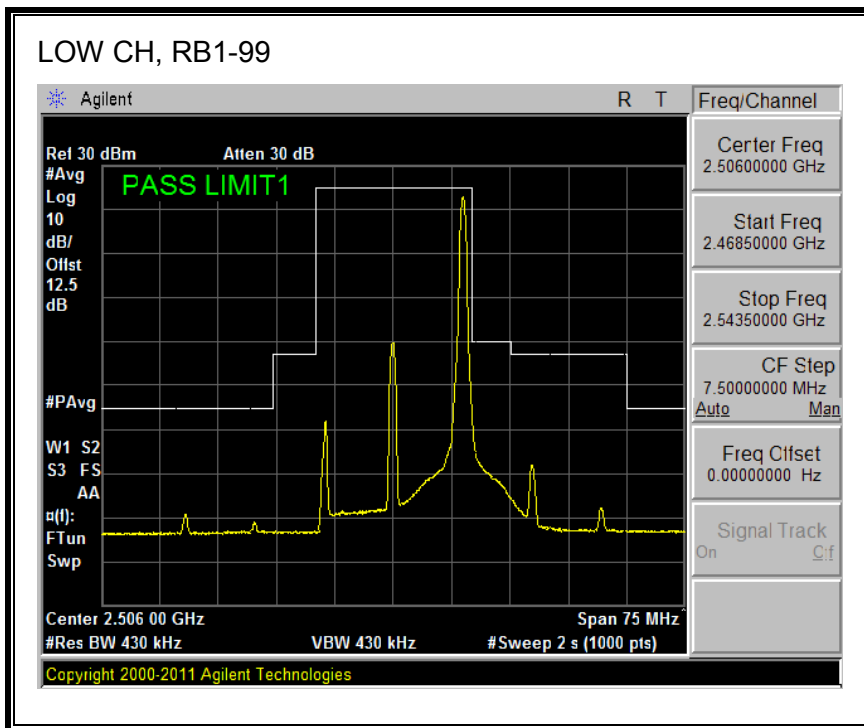 LOW CH, RB1-99
Agilent
R T
Freq/Channel
Ref 30 dBm
Atten 30 dB
#Avg
Log
10
dB/
Offst
12.5
dB
PASS LIMIT1
#PAvg
W1 S2
S3 FS
AA
¤(f):
FTun
Swp
Center 2.506 00 GHz
Span 75 MHz
#Res BW 430 kHz
VBW 430 kHz
#Sweep 2 s (1000 pts)
Copyright 2000-2011 Agilent Technologies
Center Freq
2.50600000 GHz
Start Freq
2.46850000 GHz
Stop Freq
2.54350000 GHz
CF Step
7.50000000 MHz
Auto Man
Freq Offset
0.00000000 Hz
Signal Track
On Off